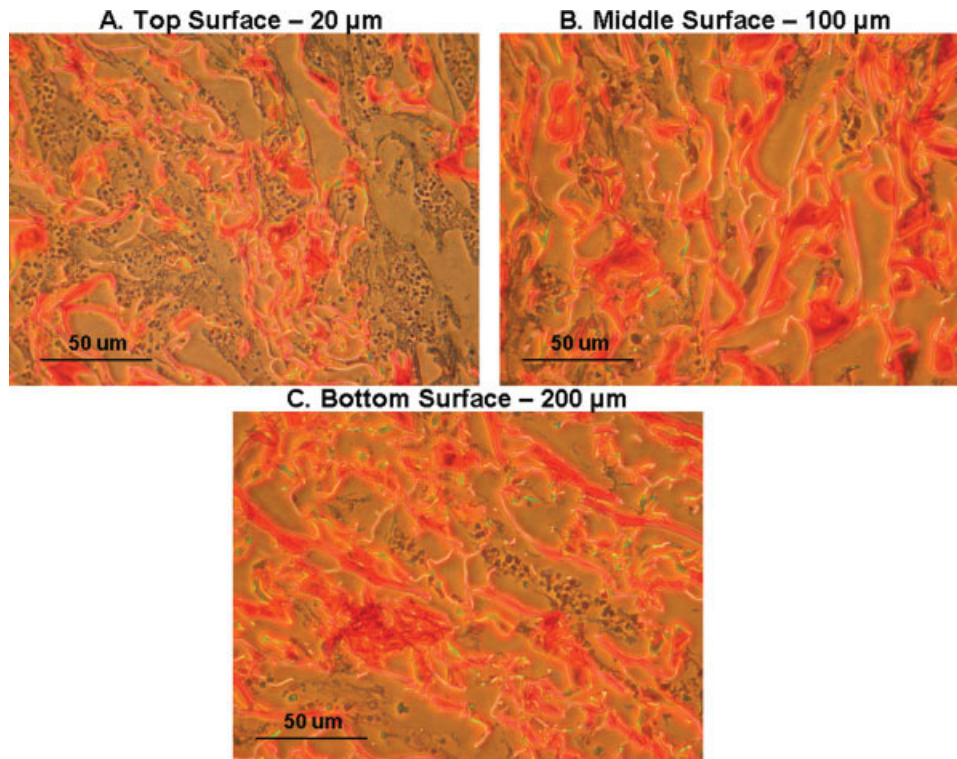 A. Top Surface – 20 µm
B. Middle Surface – 100 µm
50 um
50 um
C. Bottom Surface – 200 µm
50 um